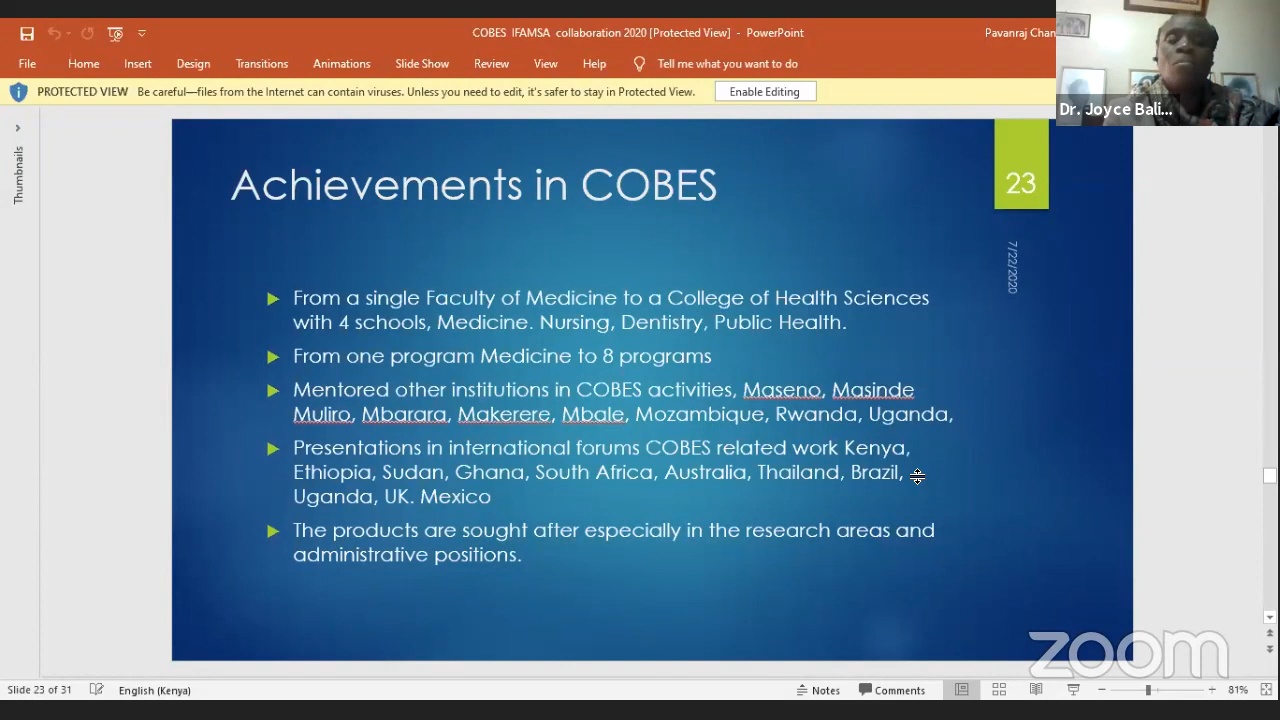 COBES IFAMSA collaboration 2020 [Protected View] - PowerPoint
Pavanraj Chan
File Home Insert Design Transitions Animations Slide Show Review View Help Tell me what you want to do
Dr. Joyce Bali...
PROTECTED VIEW Be careful—files from the Internet can contain viruses. Unless you need to edit, it's safer to stay in Protected View. Enable Editing
Thumbnails
Achievements in COBES
23
7/22/2020
From a single Faculty of Medicine to a College of Health Sciences
with 4 schools, Medicine. Nursing, Dentistry, Public Health.
From one program Medicine to 8 programs
Mentored other institutions in COBES activities, Maseno, Masinde
Muliro, Mbarara, Makerere, Mbale, Mozambique, Rwanda, Uganda,
Presentations in international forums COBES related work Kenya,
Ethiopia, Sudan, Ghana, South Africa, Australia, Thailand, Brazil,
Uganda, UK. Mexico
The products are sought after especially in the research areas and
administrative positions.
zoom
Slide 23 of 31 English (Kenya) Notes Comments 81%